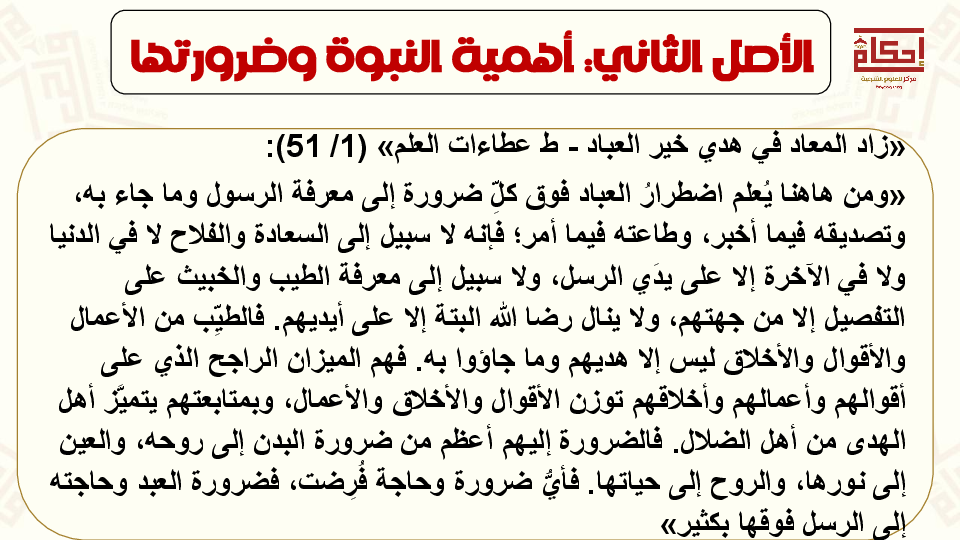 الأصل الثاني: أهمية النبوة وضرورتها
إحكام
مركز للعلوم الشرعية
«زاد المعاد في هدي خير العباد - ط عطاءات العلم» (1/ 51):
«ومن هاهنا يُعلم اضطرارُ العباد فوق كلِّ ضرورة إلى معرفة الرسول وما جاء به،
وتصديقه فيما أخبر، وطاعته فيما أمر؛ فإنه لا سبيل إلى السعادة والفلاح لا في الدنيا
ولا في الآخرة إلا على يدَي الرسل، ولا سبيل إلى معرفة الطيب والخبيث على
التفصيل إلا من جهتهم، ولا ينال رضا الله البتة إلا على أيديهم. فالطيِّب من الأعمال
والأقوال والأخلاق ليس إلا هديهم وما جاؤوا به. فهم الميزان الراجح الذي على
أقوالهم وأعمالهم وأخلاقهم توزن الأقوال والأخلاق والأعمال، وبمتابعتهم يتميَّز أهل
الهدى من أهل الضلال. فالضرورة إليهم أعظم من ضرورة البدن إلى روحه، والعين
إلى نورها، والروح إلى حياتها. فأيُّ ضرورة وحاجة فُرِضت، فضرورة العبد وحاجته
إلى الرسل فوقها بكثير»